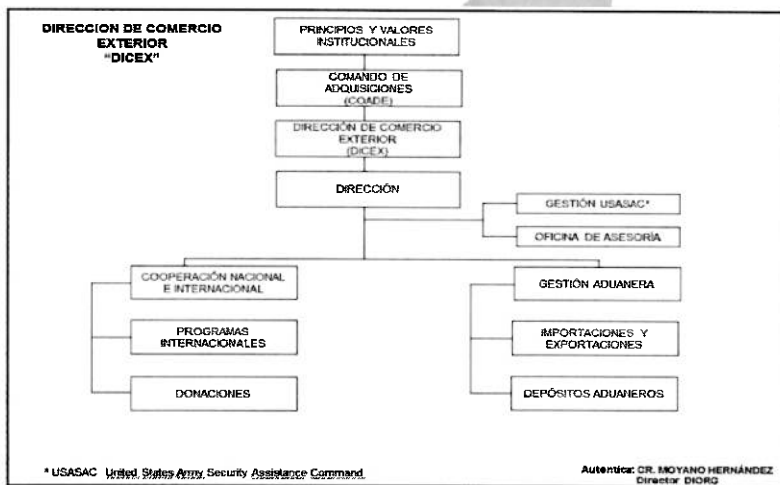 DIRECCION DE COMERCIO
EXTERIOR
"DICEX"
PRINCIPIOS Y VALORES
INSTITUCIONALES
COMANDO DE
ADQUISICIONES
(COADE)
DIRECCIÓN DE COMERCIO
EXTERIOR
(DICEX)
DIRECCIÓN
GESTIÓN USASAC*
OFICINA DE ASESORÍA
COOPERACIÓN NACIONAL
E INTERNACIONAL
GESTIÓN ADUANERA
PROGRAMAS
INTERNACIONALES
IMPORTACIONES Y
EXPORTACIONES
DONACIONES
DEPÓSITOS ADUANEROS
* USASAC United States Army Security Assistance Command
Autentica: CR. MOYANO HERNÁNDEZ
Director DIORG